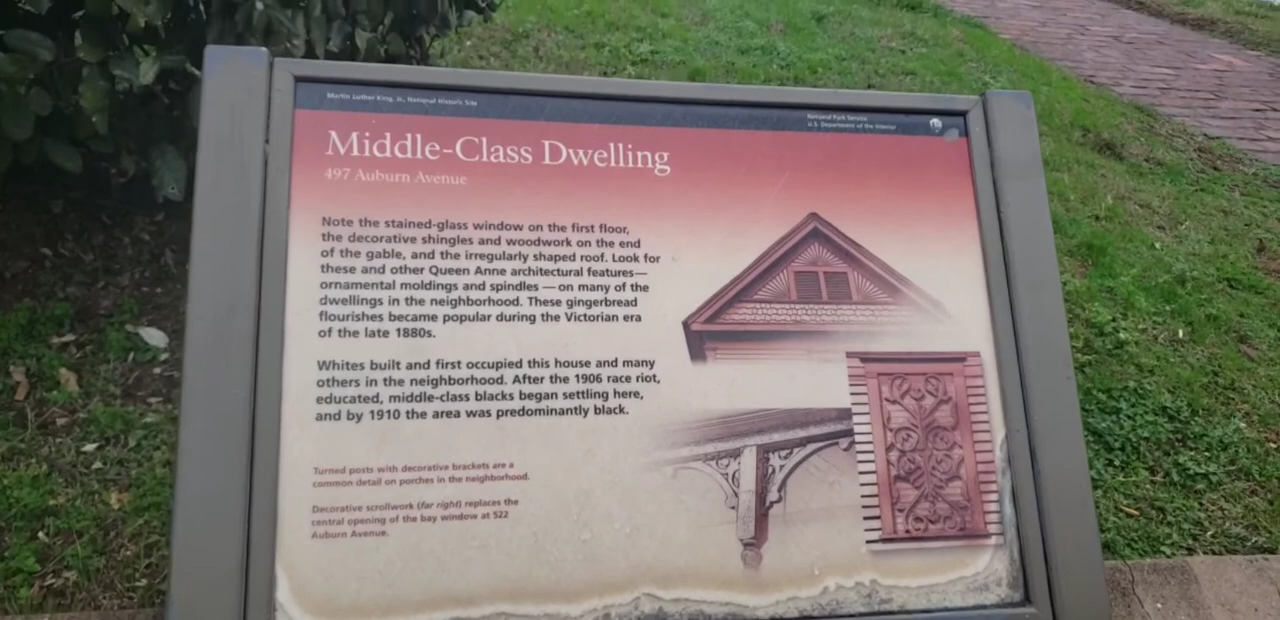 Martin Luther King, Jr., National Historic Site
National Park Service
U.S. Department of the Interior
Middle-Class Dwelling
497 Auburn Avenue
Note the stained-glass window on the first floor,
the decorative shingles and woodwork on the end
of the gable, and the irregularly shaped roof. Look for
these and other Queen Anne architectural features—
ornamental moldings and spindles — on many of the
dwellings in the neighborhood. These gingerbread
flourishes became popular during the Victorian era
of the late 1880s.
Whites built and first occupied this house and many
others in the neighborhood. After the 1906 race riot,
educated, middle-class blacks began settling here,
and by 1910 the area was predominantly black.
Turned posts with decorative brackets are a
common detail on porches in the neighborhood.
Decorative scrollwork (far right) replaces the
central opening of the bay window at 522
Auburn Avenue.